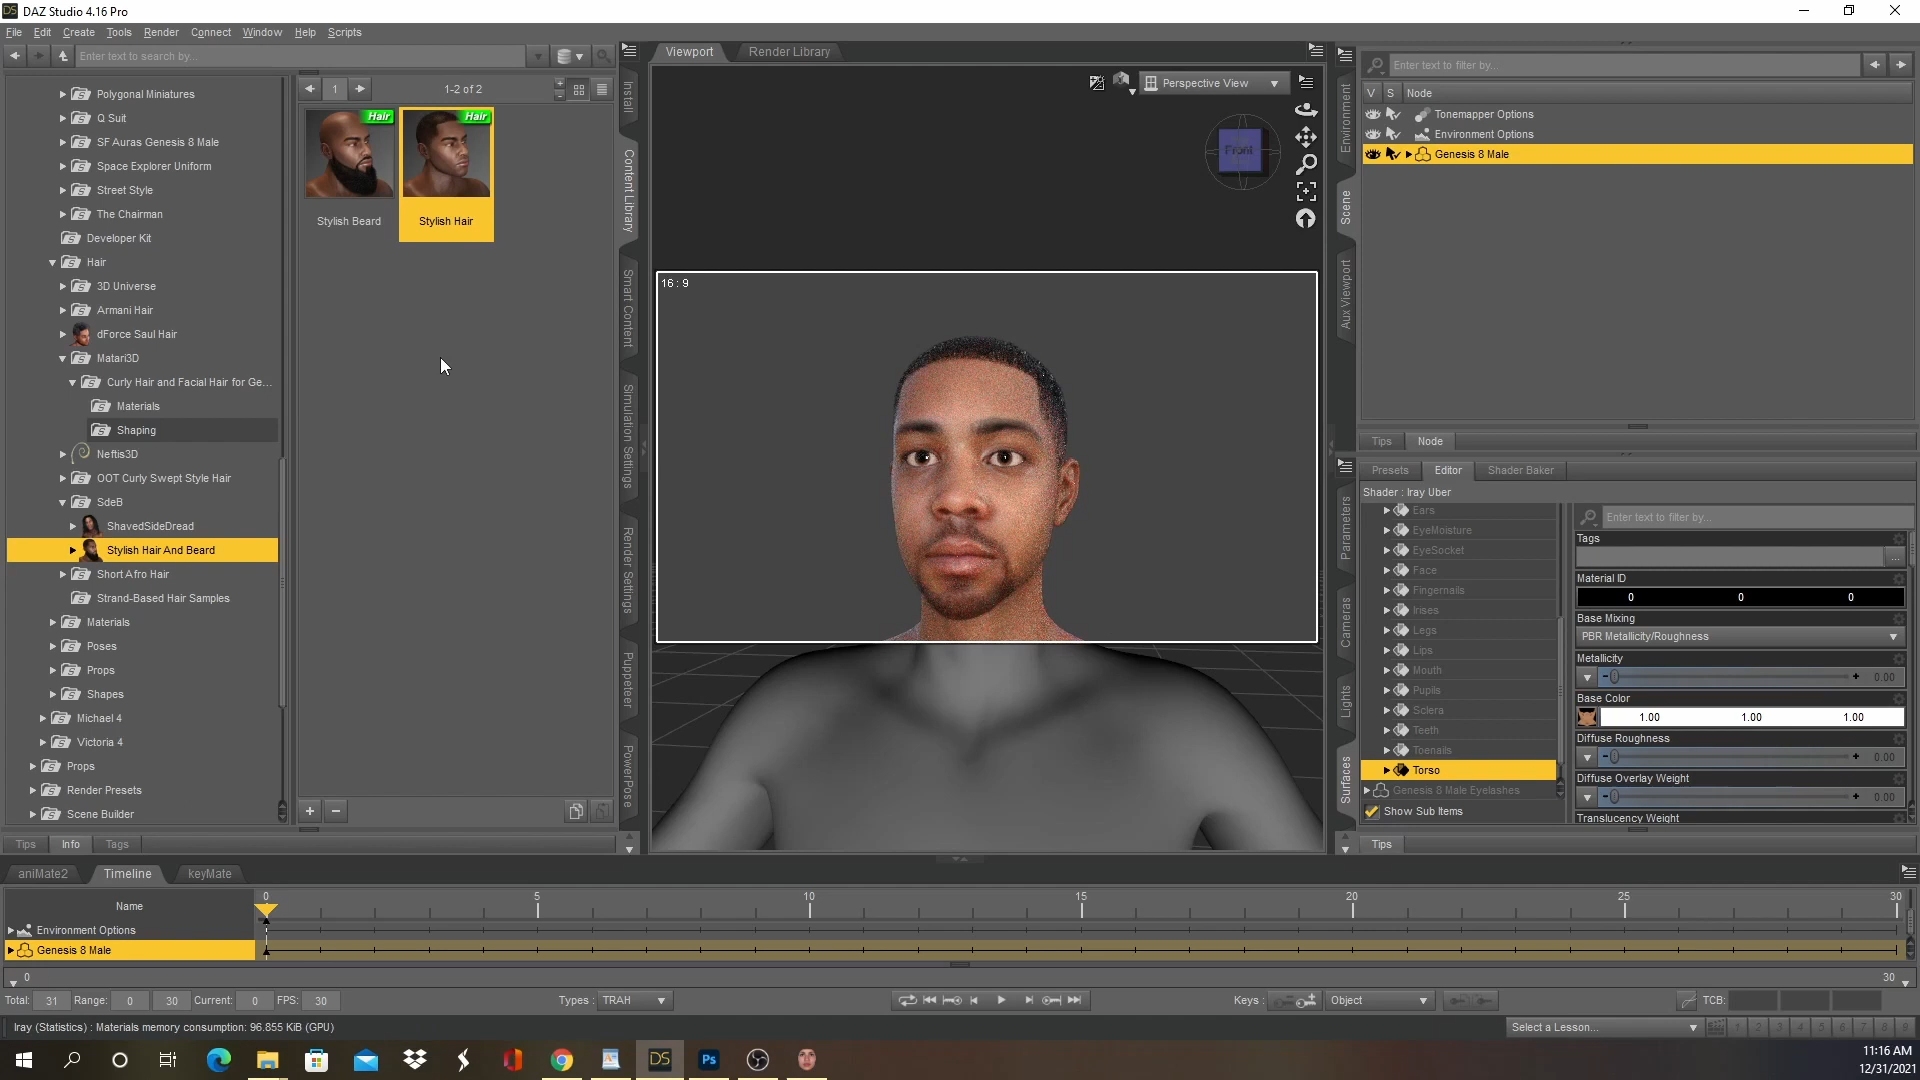 DAZ Studio 4.16 Pro
File Edit Create Tools Render Connect Window Help Scripts
Enter text to search by...
Polygonal Miniatures
Q Suit
SF Auras Genesis 8 Male
Space Explorer Uniform
Street Style
The Chairman
Developer Kit
Hair
3D Universe
Armani Hair
dForce Saul Hair
Matari3D
Curly Hair and Facial Hair for Ge...
Materials
Shaping
Neftis3D
OOT Curly Swept Style Hair
SdeB
ShavedSideDread
Stylish Hair And Beard
Short Afro Hair
Strand-Based Hair Samples
Materials
Poses
Props
Shapes
Michael 4
Victoria 4
Props
Render Presets
Scene Builder
Tips Info Tags
1 1-2 of 2
Hair Hair
Stylish Beard Stylish Hair
Install
Content Library
Smart Content
Simulation Settings
Render Settings
Puppeteer
PowerPose
Viewport Render Library
Perspective View
Front
16 : 9
Environment
Scene
Aux Viewport
Enter text to filter by...
V S Node
Tonemapper Options
Environment Options
Genesis 8 Male
Tips Node
Parameters
Cameras
Lights
Surfaces
Presets Editor Shader Baker
Shader : Iray Uber
Ears
EyeMoisture
EyeSocket
Face
Fingernails
Irises
Legs
Lips
Mouth
Pupils
Sclera
Teeth
Toenails
Torso
Genesis 8 Male Eyelashes
Show Sub Items
Enter text to filter by...
Tags
...
Material ID
0 0 0
Base Mixing
PBR Metallicity/Roughness
Metallicity
0.00
Base Color
1.00 1.00 1.00
Diffuse Roughness
0.00
Diffuse Overlay Weight
0.00
Translucency Weight
Tips
aniMate2 Timeline keyMate
Name 0 5 10 15 20 25 30
Environment Options
Genesis 8 Male
0 30
Total: 31 Range: 0 30 Current: 0 FPS: 30 Types : TRAH Keys : Object TCB:
Iray (Statistics) : Materials memory consumption: 96.855 KiB (GPU)
Select a Lesson... 1 2 3 4 5 6 7 8 9
DS Ps
11:16 AM
12/31/2021